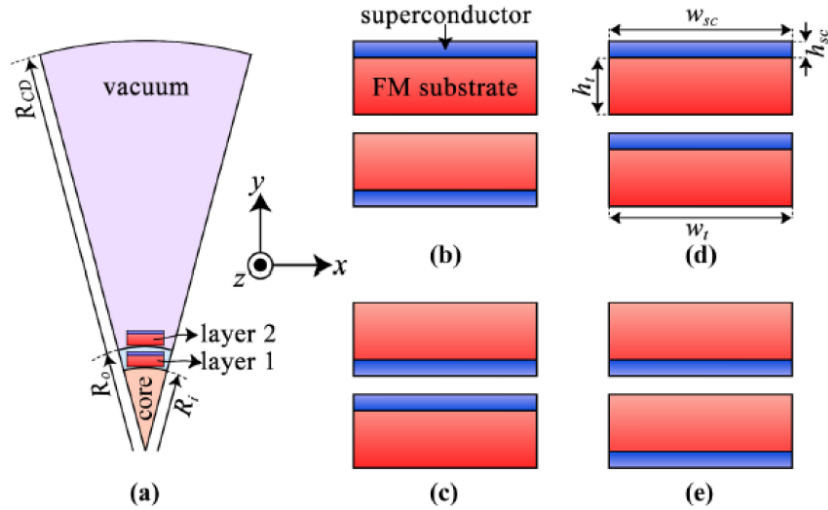 superconductor
w_sc
h_sc
vacuum
R_CD
FM substrate
h_t
y
x
z
w_t
(b)
(d)
layer 2
layer 1
R_o
core
R_i
(a)
(c)
(e)